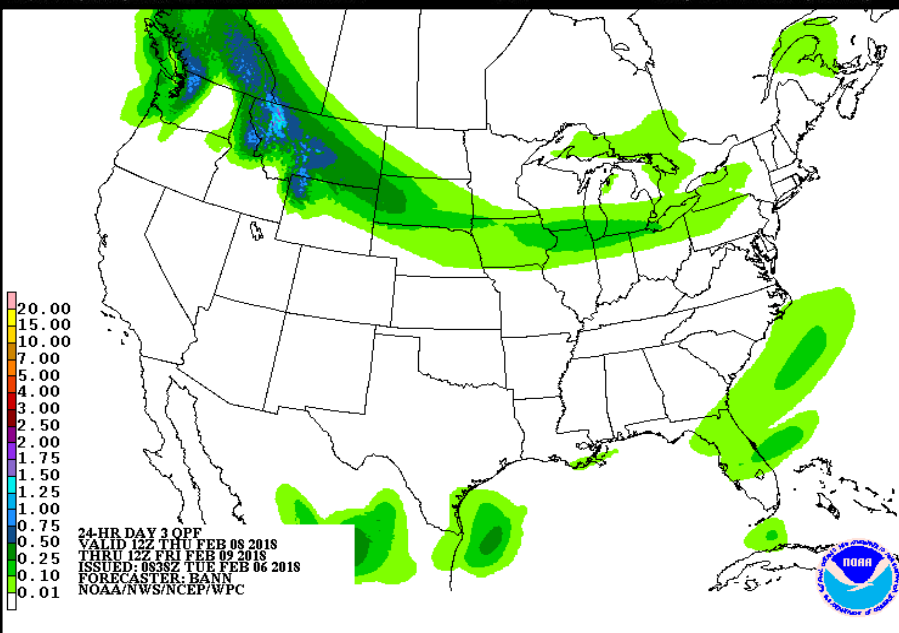 20.00
15.00
10.00
7.00
5.00
4.00
3.00
2.50
2.00
1.75
1.50
1.25
1.00
0.75
0.50
0.25
0.10
0.01
24-HR DAY 3 QPF
VALID 12Z THU FEB 08 2018
THRU 12Z FRI FEB 09 2018
ISSUED: 0838Z TUE FEB 06 2018
FORECASTER: BANN
NOAA/NWS/NCEP/WPC
NOAA